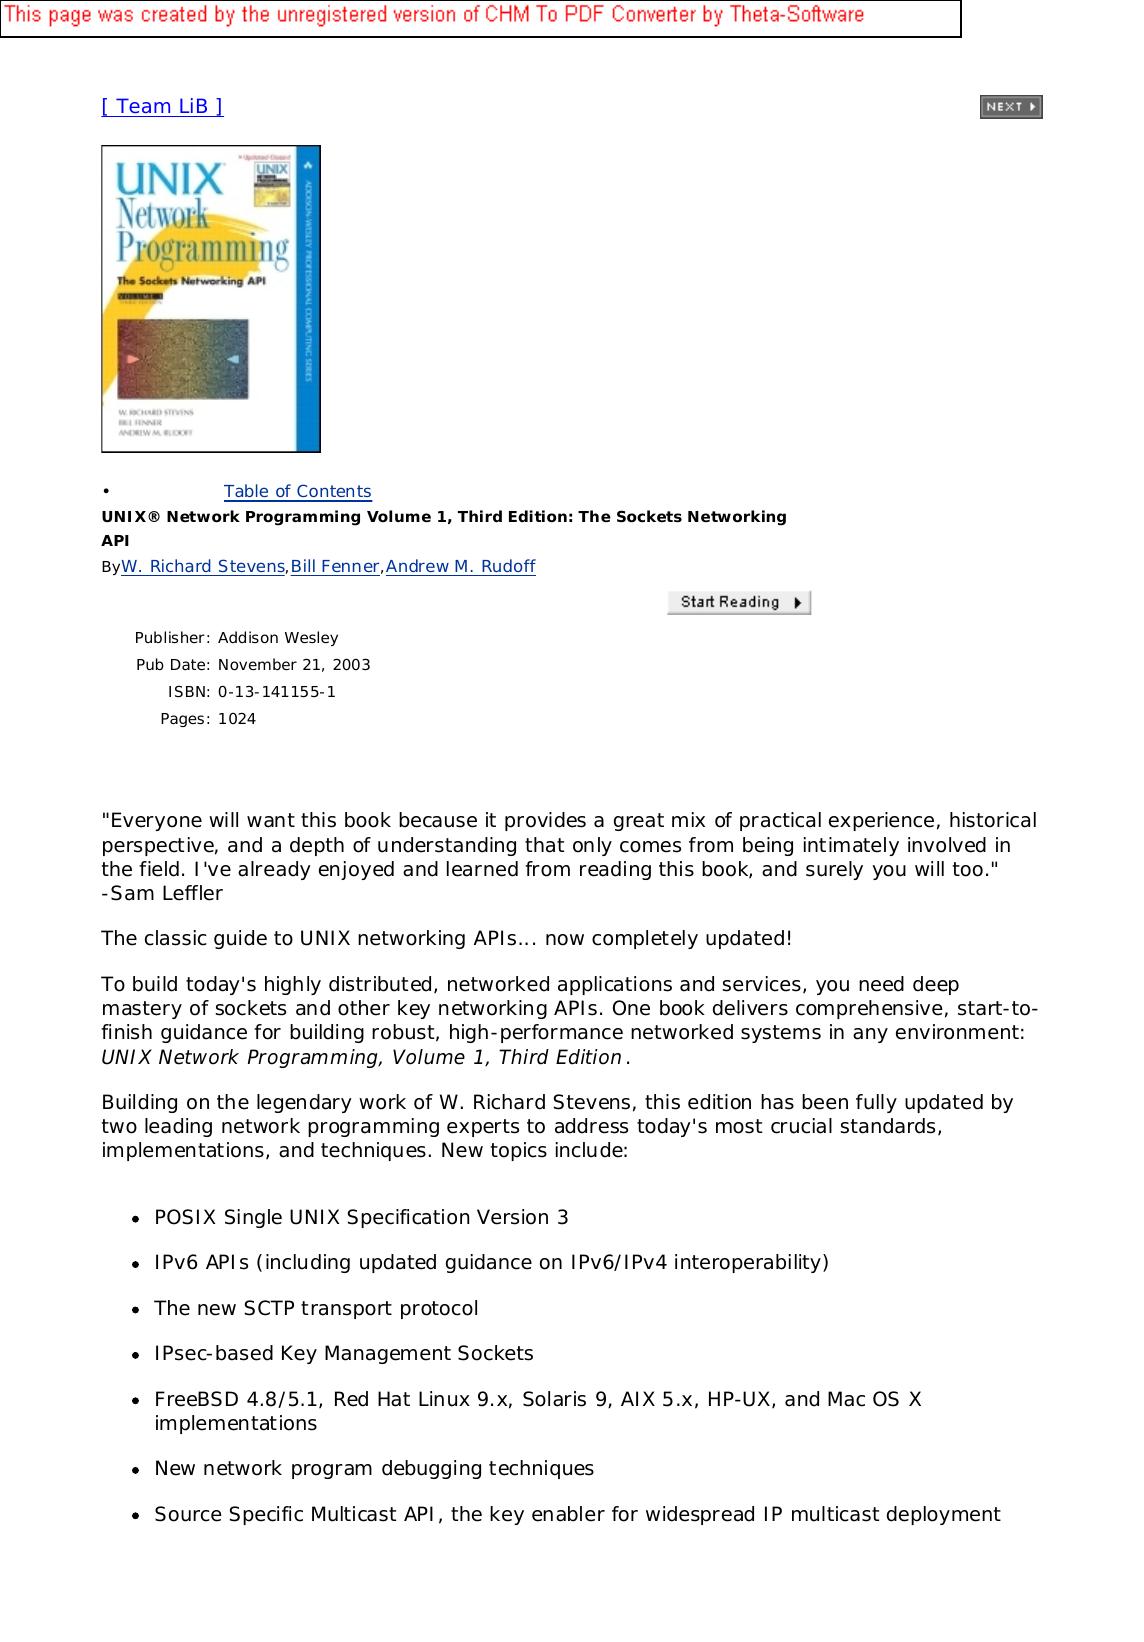 This page was created by the unregistered version of CHM To PDF Converter by Theta-Software
[ Team LiB ]
NEXT
Updated Classic!
UNIX
UNIX
Network
Programming
The Sockets Networking API
VOLUME 1
THIRD EDITION
ADDISON-WESLEY PROFESSIONAL COMPUTING SERIES
W. RICHARD STEVENS
BILL FENNER
ANDREW M. RUDOFF
• Table of Contents
UNIX® Network Programming Volume 1, Third Edition: The Sockets Networking
API
ByW. Richard Stevens,Bill Fenner,Andrew M. Rudoff
Start Reading
Publisher: Addison Wesley
Pub Date: November 21, 2003
ISBN: 0-13-141155-1
Pages: 1024
"Everyone will want this book because it provides a great mix of practical experience, historical
perspective, and a depth of understanding that only comes from being intimately involved in
the field. I've already enjoyed and learned from reading this book, and surely you will too."
-Sam Leffler
The classic guide to UNIX networking APIs... now completely updated!
To build today's highly distributed, networked applications and services, you need deep
mastery of sockets and other key networking APIs. One book delivers comprehensive, start-to-
finish guidance for building robust, high-performance networked systems in any environment:
UNIX Network Programming, Volume 1, Third Edition.
Building on the legendary work of W. Richard Stevens, this edition has been fully updated by
two leading network programming experts to address today's most crucial standards,
implementations, and techniques. New topics include:
• POSIX Single UNIX Specification Version 3
• IPv6 APIs (including updated guidance on IPv6/IPv4 interoperability)
• The new SCTP transport protocol
• IPsec-based Key Management Sockets
• FreeBSD 4.8/5.1, Red Hat Linux 9.x, Solaris 9, AIX 5.x, HP-UX, and Mac OS X
implementations
• New network program debugging techniques
• Source Specific Multicast API, the key enabler for widespread IP multicast deployment